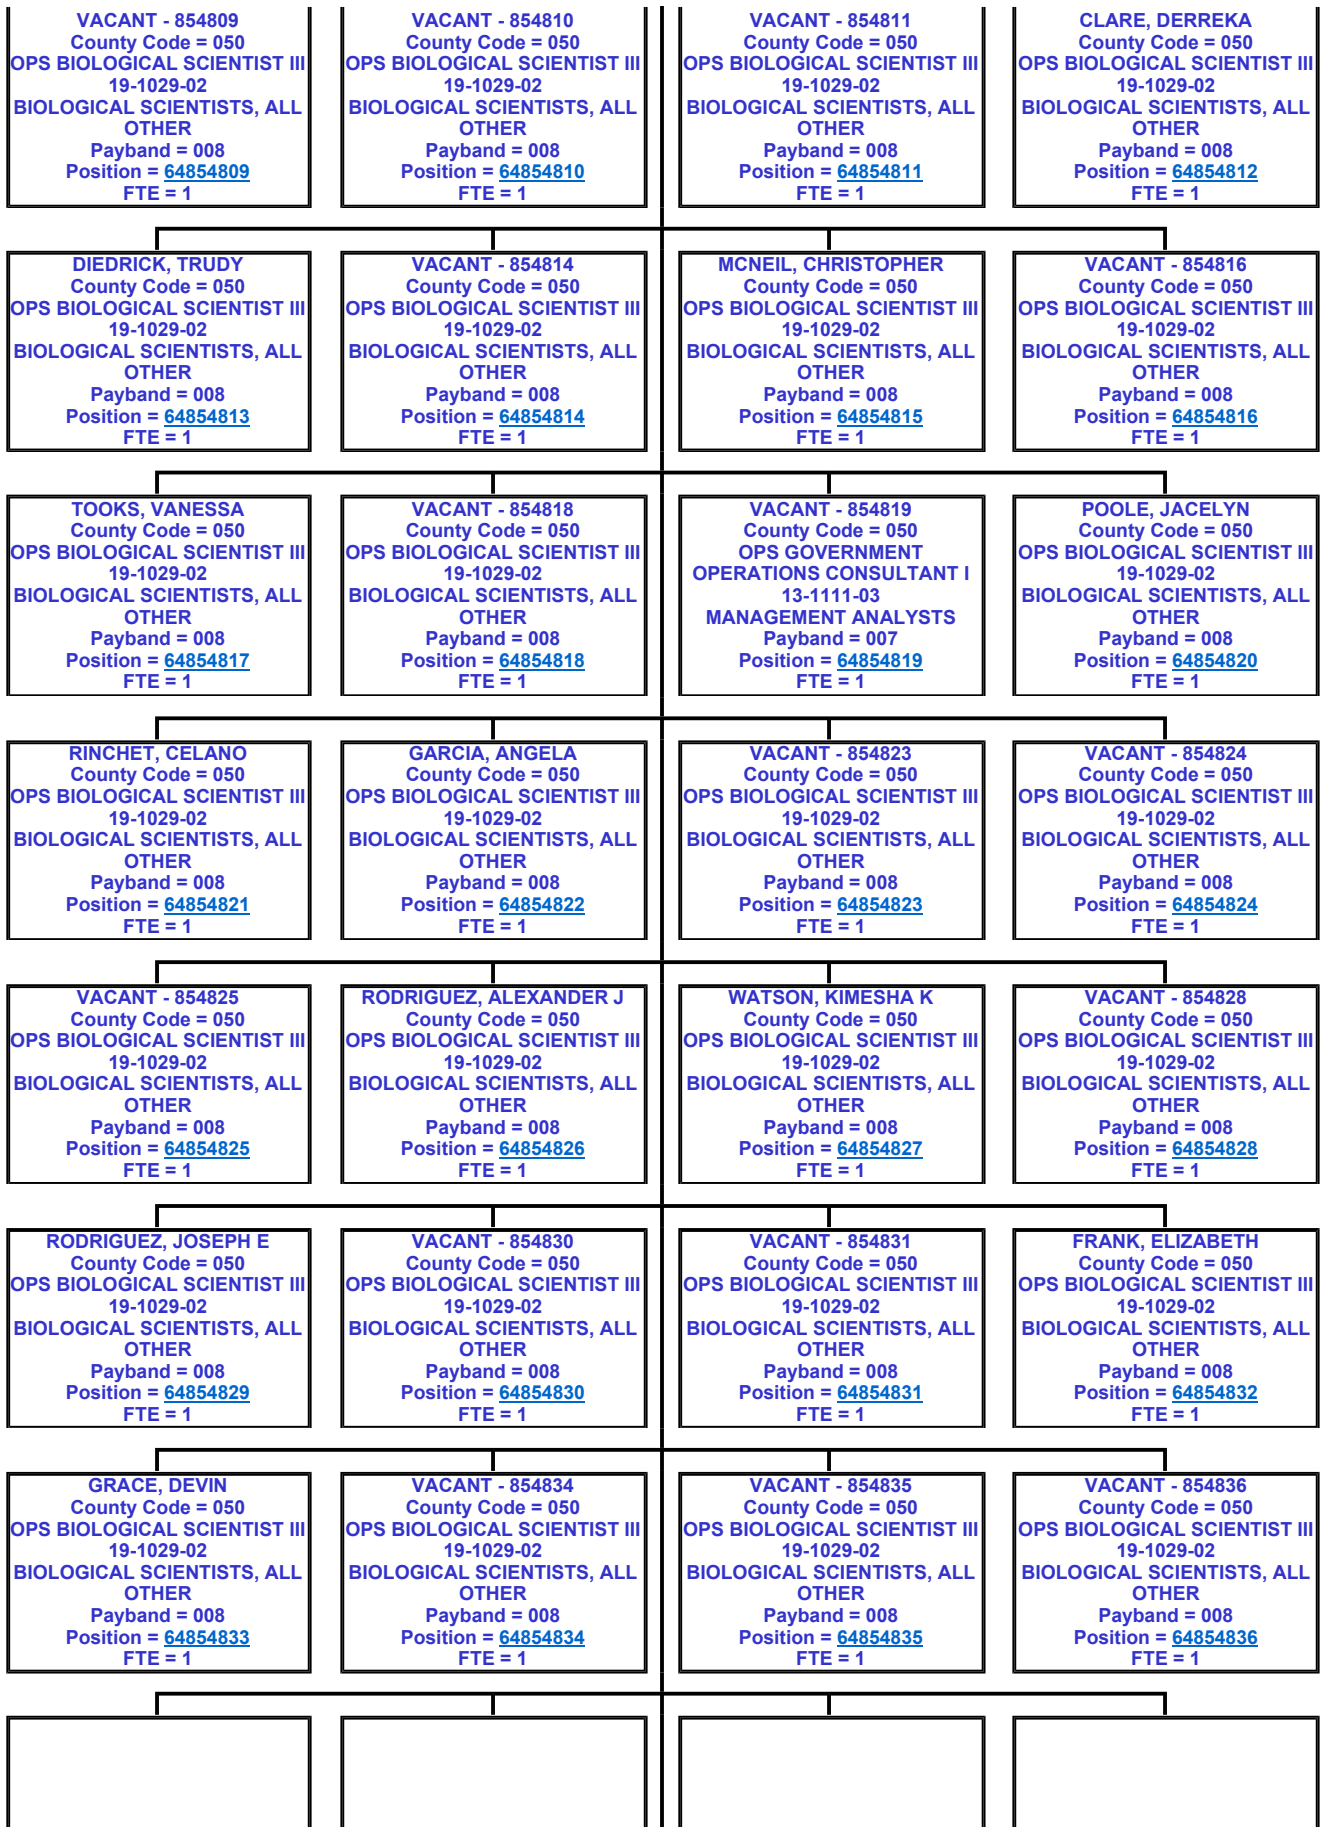 VACANT - 854809
County Code = 050
OPS BIOLOGICAL SCIENTIST III
19-1029-02
BIOLOGICAL SCIENTISTS, ALL
OTHER
Payband = 008
Position = 64854809
FTE = 1
VACANT - 854810
County Code = 050
OPS BIOLOGICAL SCIENTIST III
19-1029-02
BIOLOGICAL SCIENTISTS, ALL
OTHER
Payband = 008
Position = 64854810
FTE = 1
VACANT - 854811
County Code = 050
OPS BIOLOGICAL SCIENTIST III
19-1029-02
BIOLOGICAL SCIENTISTS, ALL
OTHER
Payband = 008
Position = 64854811
FTE = 1
CLARE, DERREKA
County Code = 050
OPS BIOLOGICAL SCIENTIST III
19-1029-02
BIOLOGICAL SCIENTISTS, ALL
OTHER
Payband = 008
Position = 64854812
FTE = 1
DIEDRICK, TRUDY
County Code = 050
OPS BIOLOGICAL SCIENTIST III
19-1029-02
BIOLOGICAL SCIENTISTS, ALL
OTHER
Payband = 008
Position = 64854813
FTE = 1
VACANT - 854814
County Code = 050
OPS BIOLOGICAL SCIENTIST III
19-1029-02
BIOLOGICAL SCIENTISTS, ALL
OTHER
Payband = 008
Position = 64854814
FTE = 1
MCNEIL, CHRISTOPHER
County Code = 050
OPS BIOLOGICAL SCIENTIST III
19-1029-02
BIOLOGICAL SCIENTISTS, ALL
OTHER
Payband = 008
Position = 64854815
FTE = 1
VACANT - 854816
County Code = 050
OPS BIOLOGICAL SCIENTIST III
19-1029-02
BIOLOGICAL SCIENTISTS, ALL
OTHER
Payband = 008
Position = 64854816
FTE = 1
TOOKS, VANESSA
County Code = 050
OPS BIOLOGICAL SCIENTIST III
19-1029-02
BIOLOGICAL SCIENTISTS, ALL
OTHER
Payband = 008
Position = 64854817
FTE = 1
VACANT - 854818
County Code = 050
OPS BIOLOGICAL SCIENTIST III
19-1029-02
BIOLOGICAL SCIENTISTS, ALL
OTHER
Payband = 008
Position = 64854818
FTE = 1
VACANT - 854819
County Code = 050
OPS GOVERNMENT
OPERATIONS CONSULTANT I
13-1111-03
MANAGEMENT ANALYSTS
Payband = 007
Position = 64854819
FTE = 1
POOLE, JACELYN
County Code = 050
OPS BIOLOGICAL SCIENTIST III
19-1029-02
BIOLOGICAL SCIENTISTS, ALL
OTHER
Payband = 008
Position = 64854820
FTE = 1
RINCHET, CELANO
County Code = 050
OPS BIOLOGICAL SCIENTIST III
19-1029-02
BIOLOGICAL SCIENTISTS, ALL
OTHER
Payband = 008
Position = 64854821
FTE = 1
GARCIA, ANGELA
County Code = 050
OPS BIOLOGICAL SCIENTIST III
19-1029-02
BIOLOGICAL SCIENTISTS, ALL
OTHER
Payband = 008
Position = 64854822
FTE = 1
VACANT - 854823
County Code = 050
OPS BIOLOGICAL SCIENTIST III
19-1029-02
BIOLOGICAL SCIENTISTS, ALL
OTHER
Payband = 008
Position = 64854823
FTE = 1
VACANT - 854824
County Code = 050
OPS BIOLOGICAL SCIENTIST III
19-1029-02
BIOLOGICAL SCIENTISTS, ALL
OTHER
Payband = 008
Position = 64854824
FTE = 1
VACANT - 854825
County Code = 050
OPS BIOLOGICAL SCIENTIST III
19-1029-02
BIOLOGICAL SCIENTISTS, ALL
OTHER
Payband = 008
Position = 64854825
FTE = 1
RODRIGUEZ, ALEXANDER J
County Code = 050
OPS BIOLOGICAL SCIENTIST III
19-1029-02
BIOLOGICAL SCIENTISTS, ALL
OTHER
Payband = 008
Position = 64854826
FTE = 1
WATSON, KIMESHA K
County Code = 050
OPS BIOLOGICAL SCIENTIST III
19-1029-02
BIOLOGICAL SCIENTISTS, ALL
OTHER
Payband = 008
Position = 64854827
FTE = 1
VACANT - 854828
County Code = 050
OPS BIOLOGICAL SCIENTIST III
19-1029-02
BIOLOGICAL SCIENTISTS, ALL
OTHER
Payband = 008
Position = 64854828
FTE = 1
RODRIGUEZ, JOSEPH E
County Code = 050
OPS BIOLOGICAL SCIENTIST III
19-1029-02
BIOLOGICAL SCIENTISTS, ALL
OTHER
Payband = 008
Position = 64854829
FTE = 1
VACANT - 854830
County Code = 050
OPS BIOLOGICAL SCIENTIST III
19-1029-02
BIOLOGICAL SCIENTISTS, ALL
OTHER
Payband = 008
Position = 64854830
FTE = 1
VACANT - 854831
County Code = 050
OPS BIOLOGICAL SCIENTIST III
19-1029-02
BIOLOGICAL SCIENTISTS, ALL
OTHER
Payband = 008
Position = 64854831
FTE = 1
FRANK, ELIZABETH
County Code = 050
OPS BIOLOGICAL SCIENTIST III
19-1029-02
BIOLOGICAL SCIENTISTS, ALL
OTHER
Payband = 008
Position = 64854832
FTE = 1
GRACE, DEVIN
County Code = 050
OPS BIOLOGICAL SCIENTIST III
19-1029-02
BIOLOGICAL SCIENTISTS, ALL
OTHER
Payband = 008
Position = 64854833
FTE = 1
VACANT - 854834
County Code = 050
OPS BIOLOGICAL SCIENTIST III
19-1029-02
BIOLOGICAL SCIENTISTS, ALL
OTHER
Payband = 008
Position = 64854834
FTE = 1
VACANT - 854835
County Code = 050
OPS BIOLOGICAL SCIENTIST III
19-1029-02
BIOLOGICAL SCIENTISTS, ALL
OTHER
Payband = 008
Position = 64854835
FTE = 1
VACANT - 854836
County Code = 050
OPS BIOLOGICAL SCIENTIST III
19-1029-02
BIOLOGICAL SCIENTISTS, ALL
OTHER
Payband = 008
Position = 64854836
FTE = 1